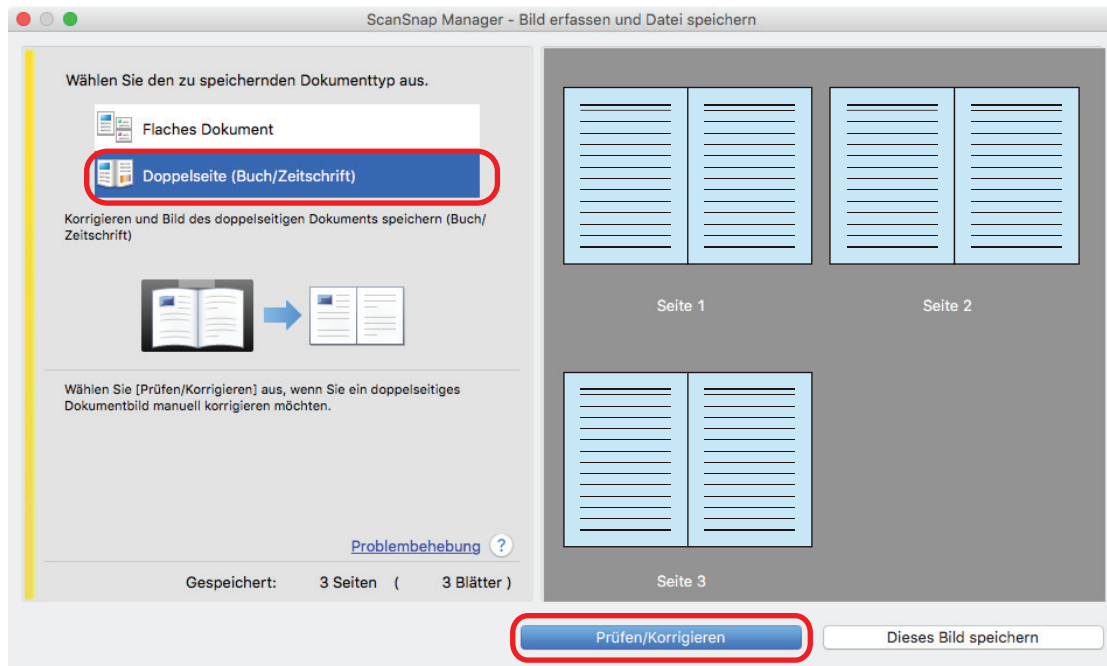 ScanSnap Manager - Bild erfassen und Datei speichern
Wählen Sie den zu speichernden Dokumenttyp aus.
Flaches Dokument
Doppelseite (Buch/Zeitschrift)
Korrigieren und Bild des doppelseitigen Dokuments speichern (Buch/
Zeitschrift)
Wählen Sie [Prüfen/Korrigieren] aus, wenn Sie ein doppelseitiges
Dokumentbild manuell korrigieren möchten.
Problembehebung ?
Gespeichert: 3 Seiten ( 3 Blätter )
Seite 1
Seite 2
Seite 3
Prüfen/Korrigieren
Dieses Bild speichern